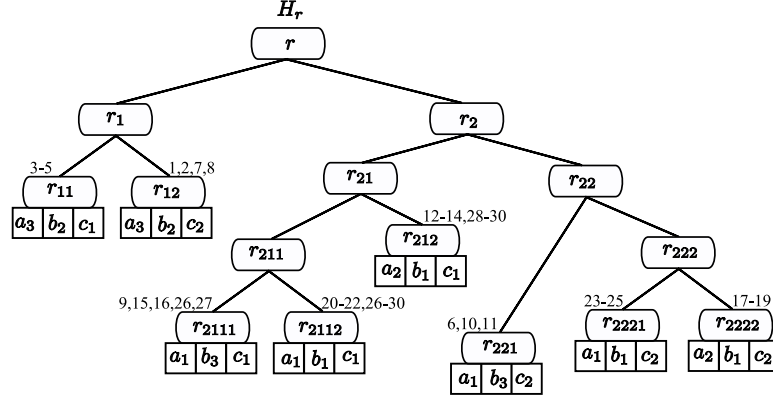 H_r
r
r_1 r_2
r_21 r_22
3-5 1,2,7,8
r_11 r_12
a_3 b_2 c_1 a_3 b_2 c_2
12-14,28-30
r_212
a_2 b_1 c_1
r_211 r_222
9,15,16,26,27 20-22,26-30 23-25 17-19
r_2111 r_2112 r_2221 r_2222
a_1 b_3 c_1 a_1 b_1 c_1 a_1 b_1 c_2 a_2 b_1 c_2
6,10,11
r_221
a_1 b_3 c_2